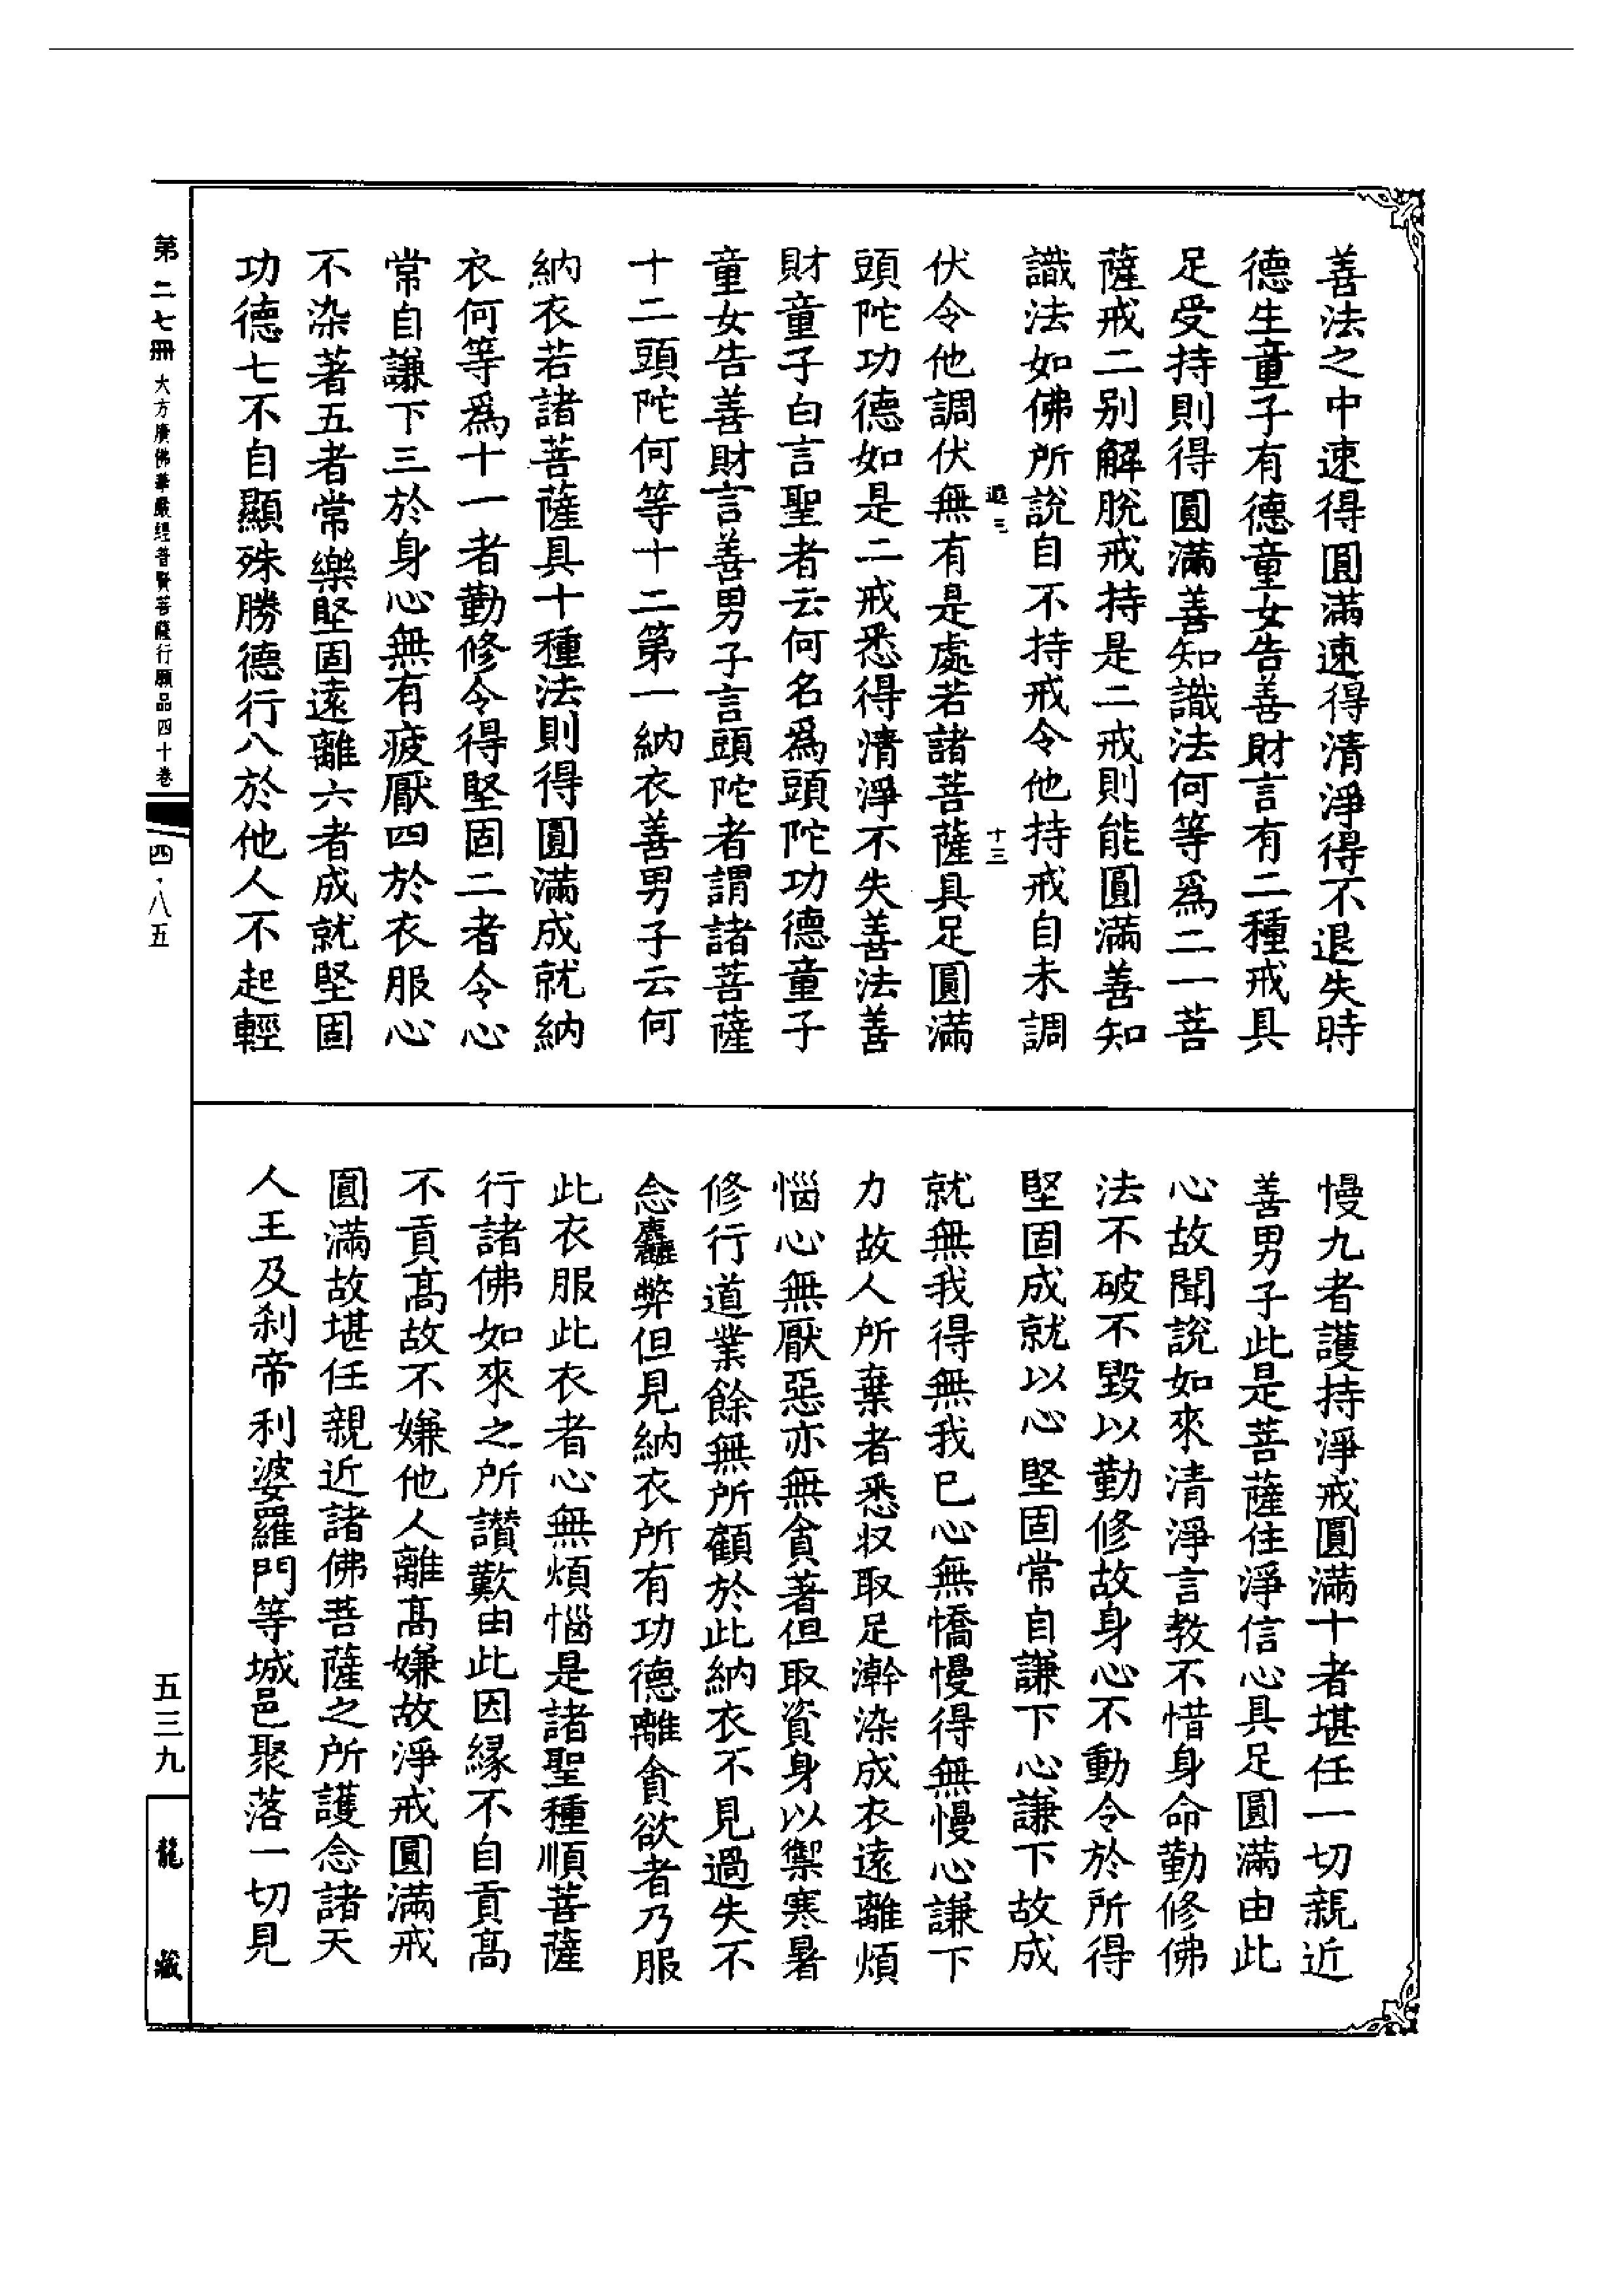 善法之中速得圓滿速得清淨得不退失時
德生童子有德童女告善財言有二種戒具
足受持則得圓滿善知識法何等爲二一菩
薩戒二别解脫戒持是二戒則能圓滿善知
識法如佛所說自不持戒令他持戒自未調
十三
伏令他調伏無有是處若諸菩薩具足圓滿
頭陀功德如是二戒悉得清淨不失善法善
財童子白言聖者云何名爲頭陀功德童子
童女告善財言善男子言頭陀者謂諸菩薩
十二頭陀何等十二第一納衣善男子云何
納衣若諸菩薩具十種法則得圓滿成就納
衣何等爲十一者勤修令得堅固二者令心
常自謙下三於身心無有疲厭四於衣服心
不染著五者常樂堅固遠離六者成就堅固
功德七不自顯殊勝德行八於他人不起輕
慢九者護持淨戒圓滿十者堪任一切親近
善男子此是菩薩住淨信心具足圓滿由此
心故聞說如來清淨言教不惜身命勤修佛
法不破不毀以勤修故身心不動令於所得
堅固成就以心堅固常自謙下心謙下故成
就無我得無我已心無憍慢得無慢心謙下
力故人所棄者悉収取足澣染成衣遠離煩
惱心無厭惡亦無貪著但取資身以禦寒暑
修行道業餘無所顧於此納衣不見過失不
念麤弊但見納衣所有功德離貪欲者乃服
此衣服此衣者心無煩惱是諸聖種順菩薩
行諸佛如來之所讃歎由此因緣不自貢高
不貢高故不嫌他人離高嫌故淨戒圓滿戒
圓滿故堪任親近諸佛菩薩之所護念諸天
人王及刹帝利婆羅門等城邑聚落一切見
第二七冊 大方廣佛華嚴經普賢菩薩行願品四十卷
四·八五
五三九
龍藏